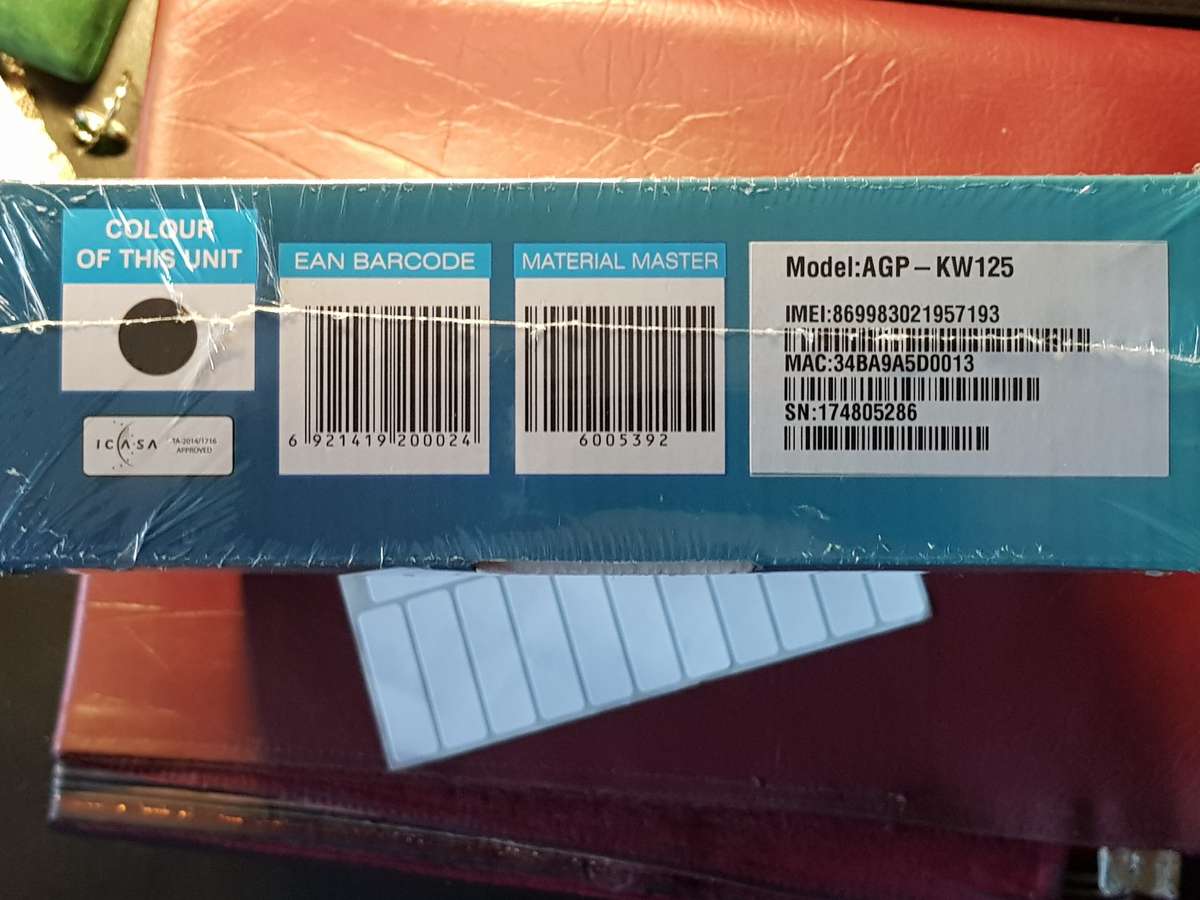 COLOUR
OF THIS UNIT
ICASA
TA-2014/1716
APPROVED
EAN BARCODE
6 921419 200024
MATERIAL MASTER
6005392
Model:AGP-KW125
IMEI:869983021957193
MAC:34BA9A5D0013
SN:174805286